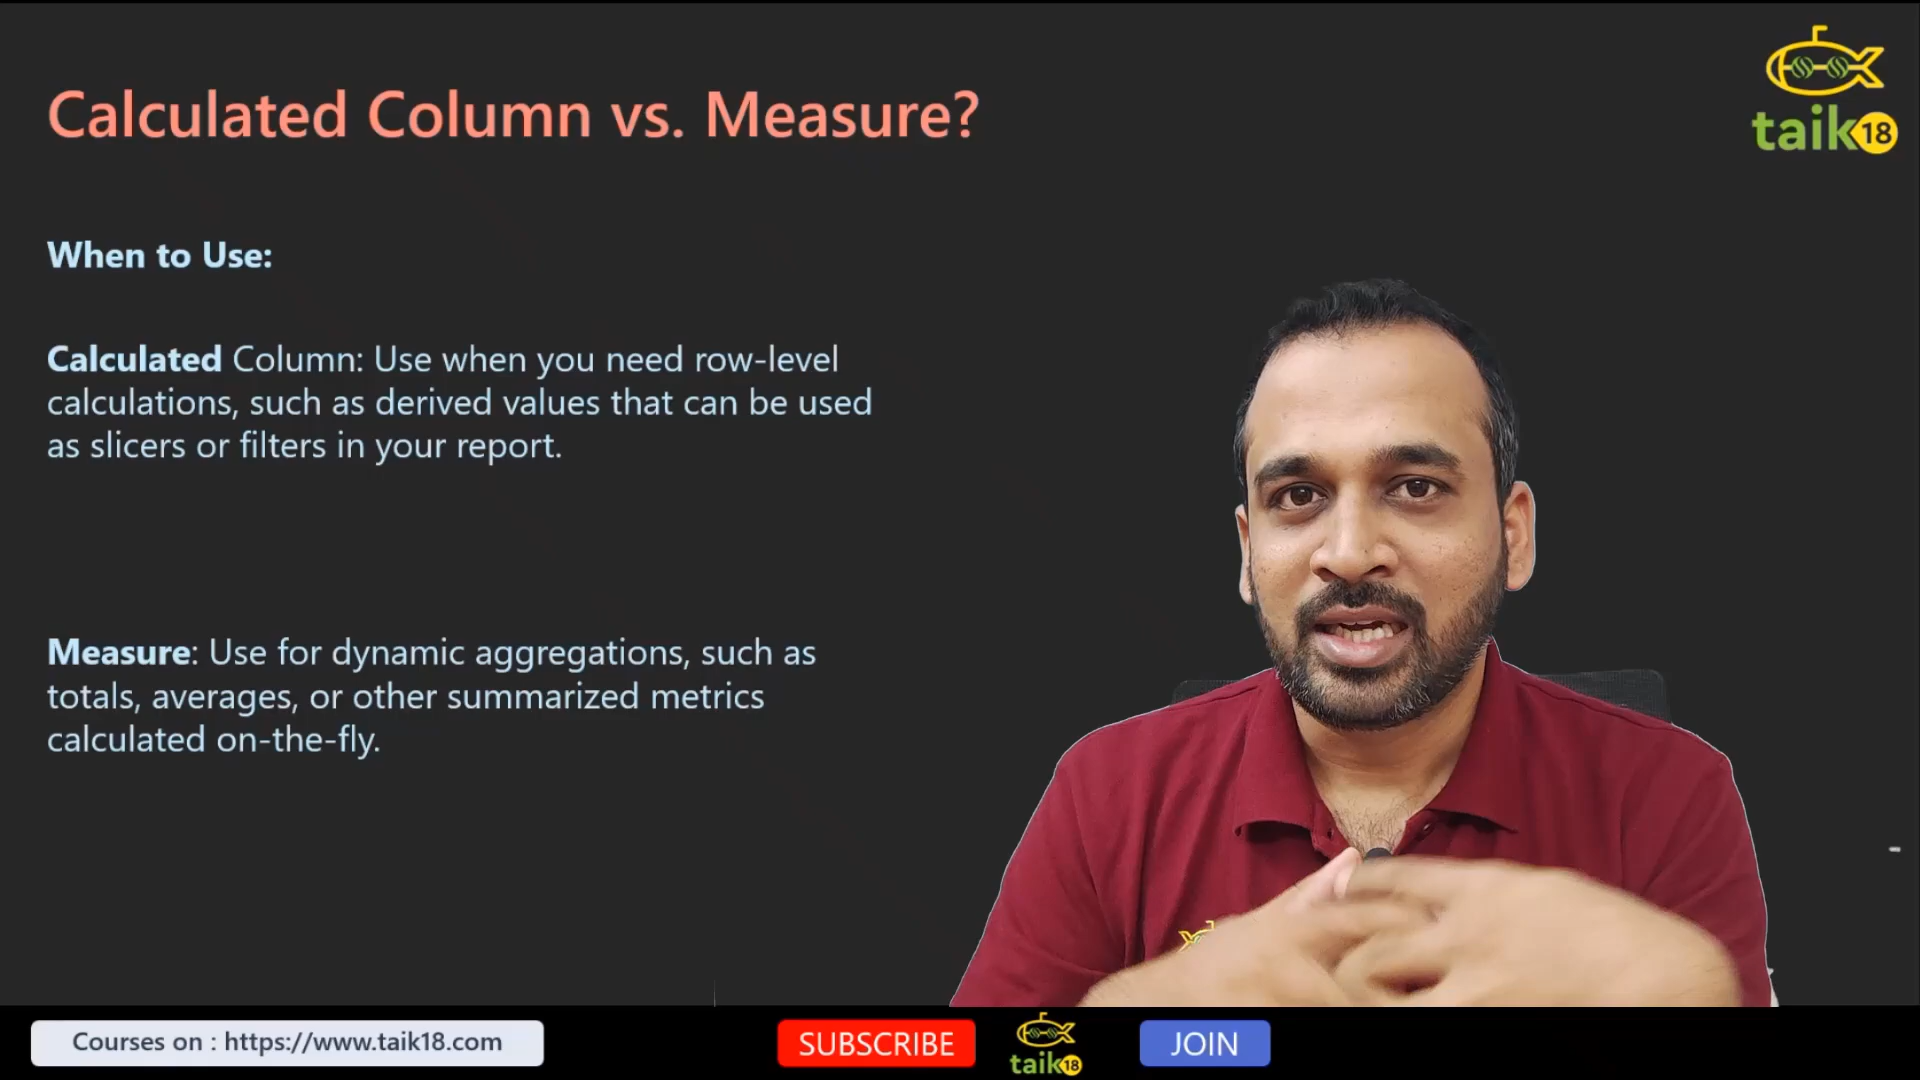 Calculated Column vs. Measure?
taik18
When to Use:
Calculated Column: Use when you need row-level
calculations, such as derived values that can be used
as slicers or filters in your report.
Measure: Use for dynamic aggregations, such as
totals, averages, or other summarized metrics
calculated on-the-fly.
Courses on : https://www.taik18.com
SUBSCRIBE
taik18
JOIN